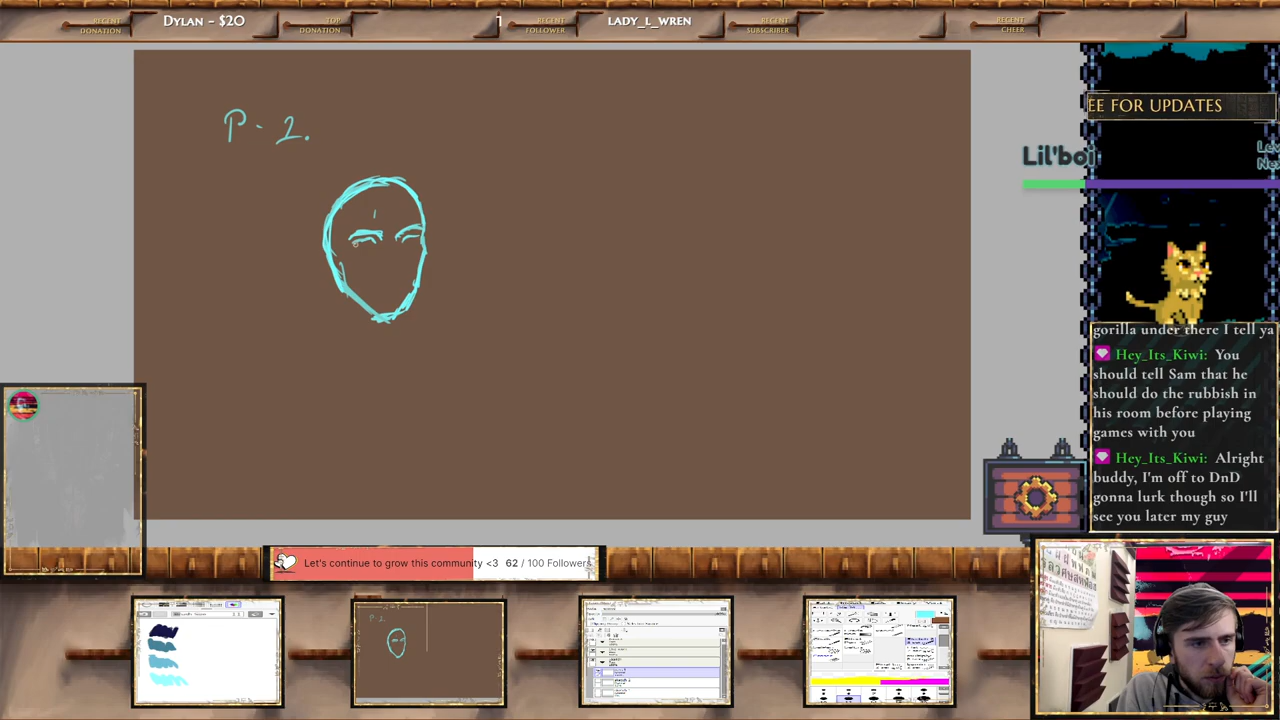 RECENT DONATION
Dylan - $20
TOP DONATION
1
RECENT FOLLOWER
LADY_L_WREN
RECENT SUBSCRIBER
RECENT CHEER
EE FOR UPDATES
P- 2.
Lil'boi
Lev
Ne
gorilla under there I tell ya
Hey_Its_Kiwi: You
should tell Sam that he
should do the rubbish in
his room before playing
games with you
Hey_Its_Kiwi: Alright
buddy, I'm off to DnD
gonna lurk though so I'll
see you later my guy
Let's continue to grow this community <3 62 / 100 Followers
P-2.